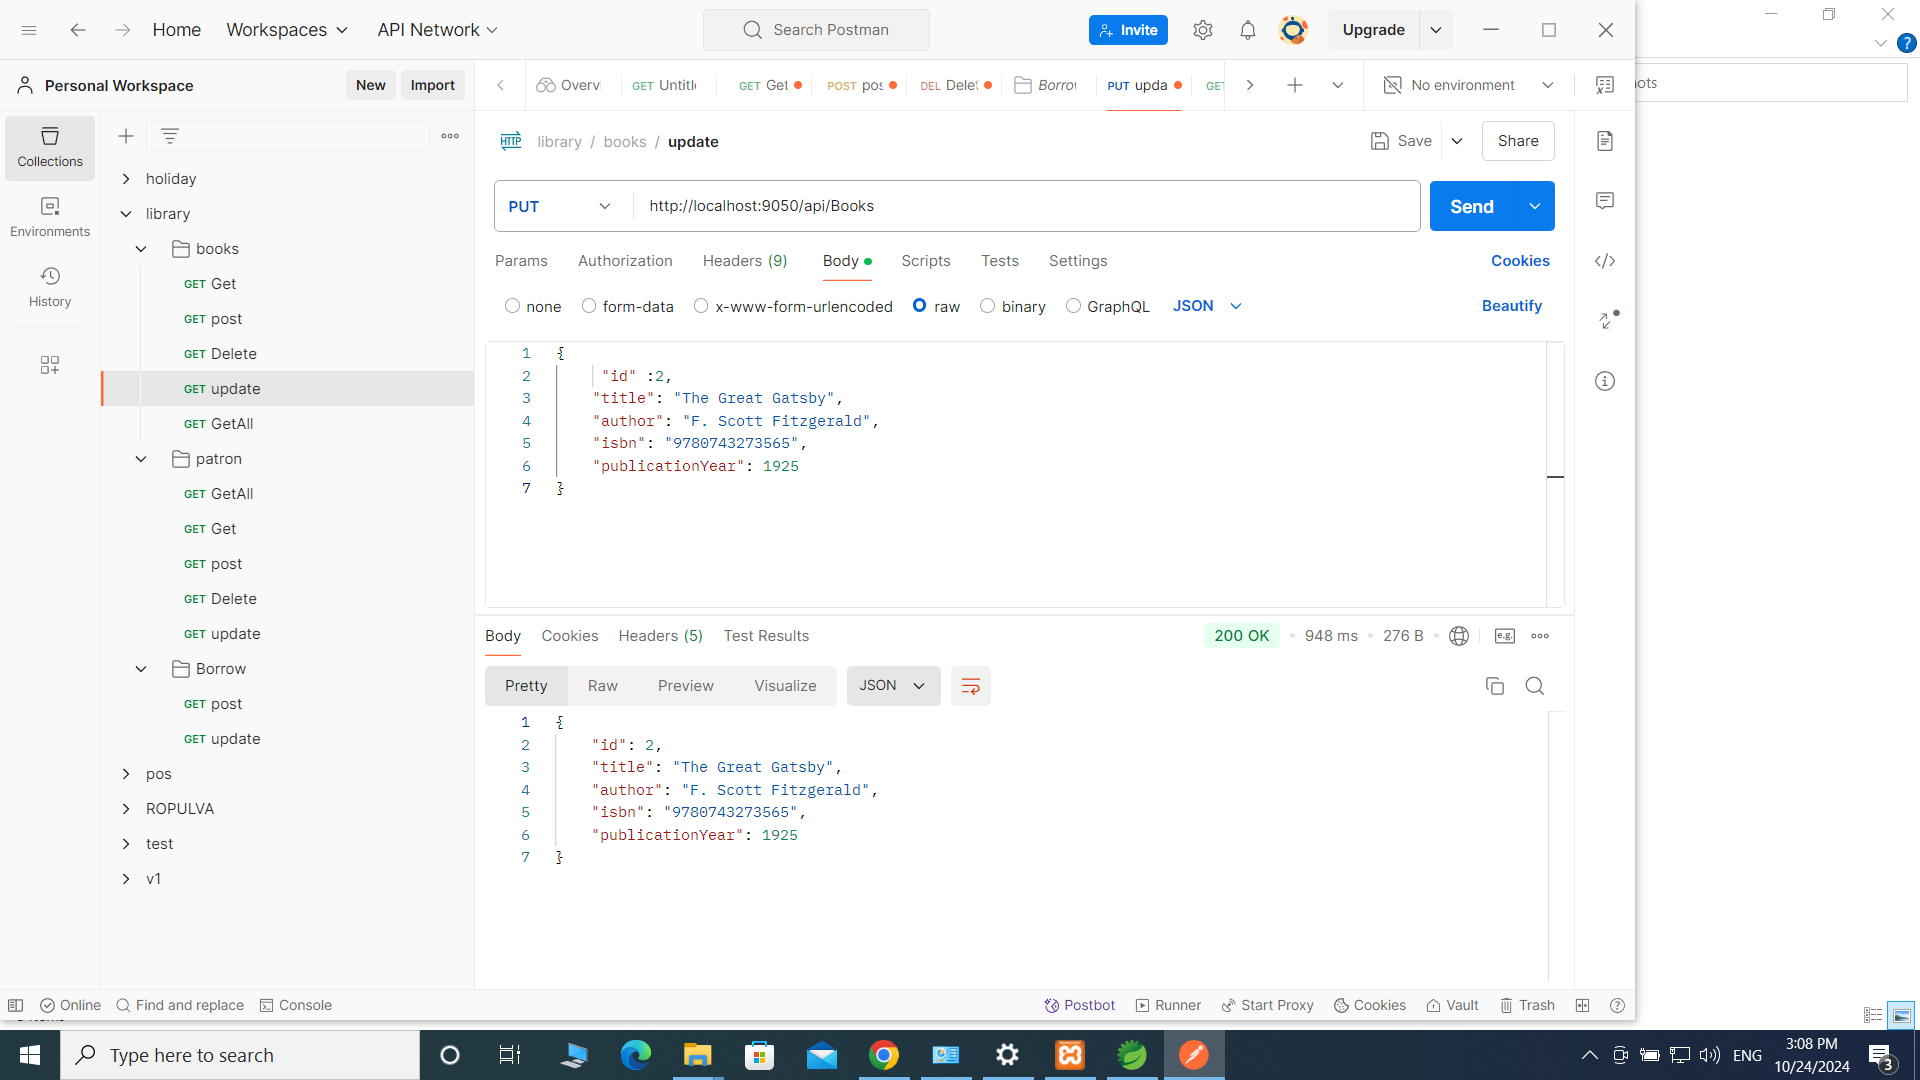 Home Workspaces API Network Search Postman Invite Upgrade
Personal Workspace New Import
Overv GET Untitle GET Get POST pos DEL Delet Borrow PUT upda GET No environment
ots
Collections
Environments
History
holiday
library
books
GET Get
GET post
GET Delete
GET update
GET GetAll
patron
GET GetAll
GET Get
GET post
GET Delete
GET update
Borrow
GET post
GET update
pos
ROPULVA
test
v1
HTTP library / books / update Save Share
PUT http://localhost:9050/api/Books Send
Params Authorization Headers (9) Body Scripts Tests Settings Cookies
none form-data x-www-form-urlencoded raw binary GraphQL JSON Beautify
1 {
2 "id" :2,
3 "title": "The Great Gatsby",
4 "author": "F. Scott Fitzgerald",
5 "isbn": "9780743273565",
6 "publicationYear": 1925
7 }
Body Cookies Headers (5) Test Results 200 OK • 948 ms • 276 B • e.g.
Pretty Raw Preview Visualize JSON
1 {
2 "id": 2,
3 "title": "The Great Gatsby",
4 "author": "F. Scott Fitzgerald",
5 "isbn": "9780743273565",
6 "publicationYear": 1925
7 }
Online Find and replace Console Postbot Runner Start Proxy Cookies Vault Trash
Type here to search ENG 3:08 PM
10/24/2024 3